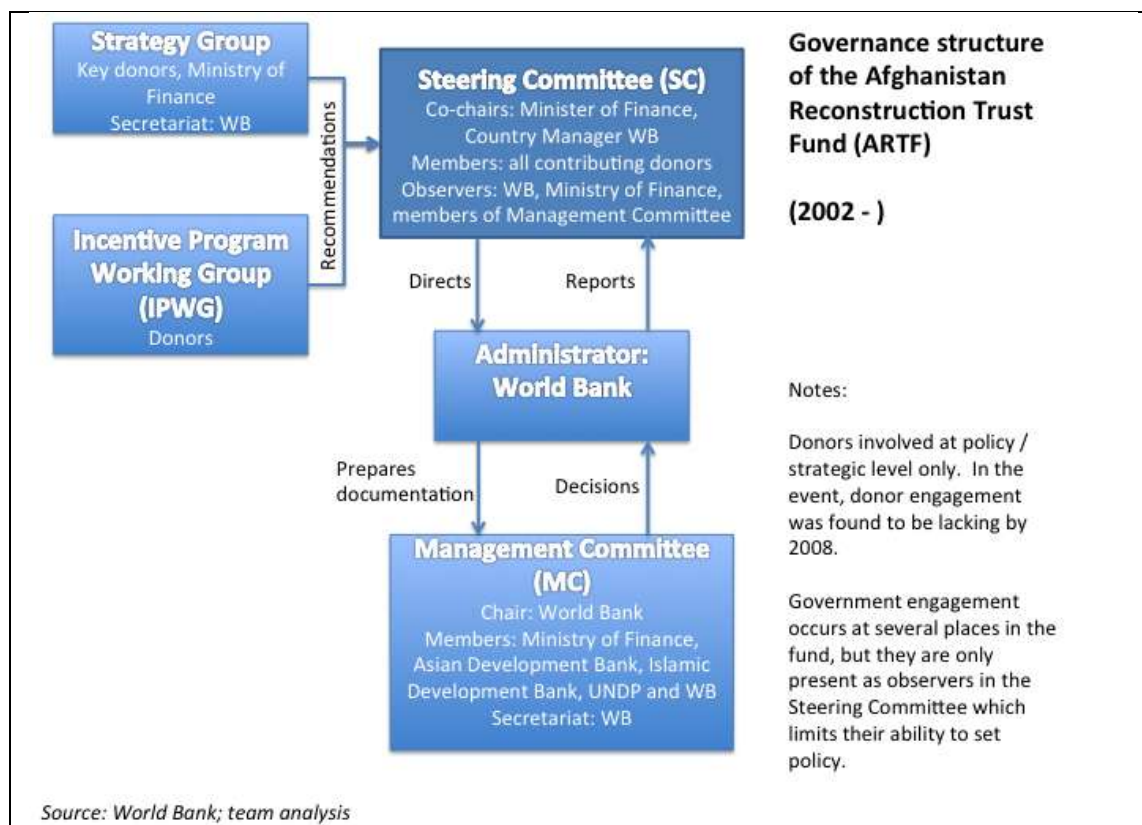 Strategy Group
Key donors, Ministry of
Finance
Secretariat: WB
Incentive Program
Working Group
(IPWG)
Donors
Recommendations
Steering Committee (SC)
Co-chairs: Minister of Finance,
Country Manager WB
Members: all contributing donors
Observers: WB, Ministry of Finance,
members of Management Committee
Directs
Reports
Administrator:
World Bank
Prepares
documentation
Decisions
Management Committee
(MC)
Chair: World Bank
Members: Ministry of Finance,
Asian Development Bank, Islamic
Development Bank, UNDP and WB
Secretariat: WB
Governance structure
of the Afghanistan
Reconstruction Trust
Fund (ARTF)
(2002 - )
Notes:
Donors involved at policy /
strategic level only. In the
event, donor engagement
was found to be lacking by
2008.
Government engagement
occurs at several places in the
fund, but they are only
present as observers in the
Steering Committee which
limits their ability to set
policy.
Source: World Bank; team analysis